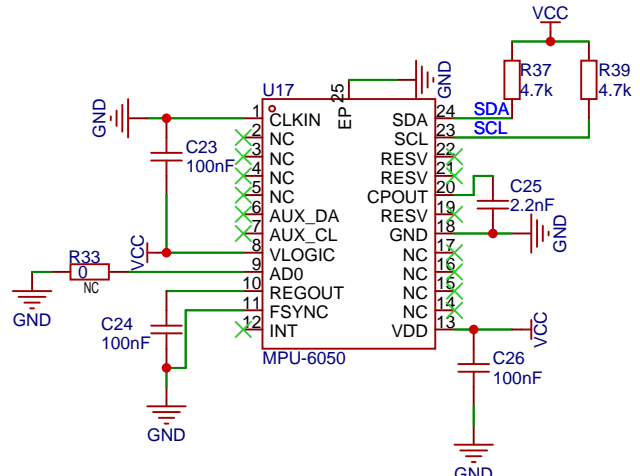 VCC
R37
4.7k
R39
4.7k
U17
GND
25
EP
GND
1
CLKIN
24
SDA
SDA
2
NC
23
SCL
SCL
3
NC
22
RESV
4
NC
21
RESV
5
NC
20
CPOUT
6
AUX_DA
19
RESV
7
AUX_CL
18
GND
8
VLOGIC
17
NC
9
AD0
16
NC
10
REGOUT
15
NC
11
FSYNC
14
NC
12
INT
13
VDD
MPU-6050
C23
100nF
VCC
C25
2.2nF
GND
R33
0
NC
GND
C24
100nF
GND
VCC
C26
100nF
GND